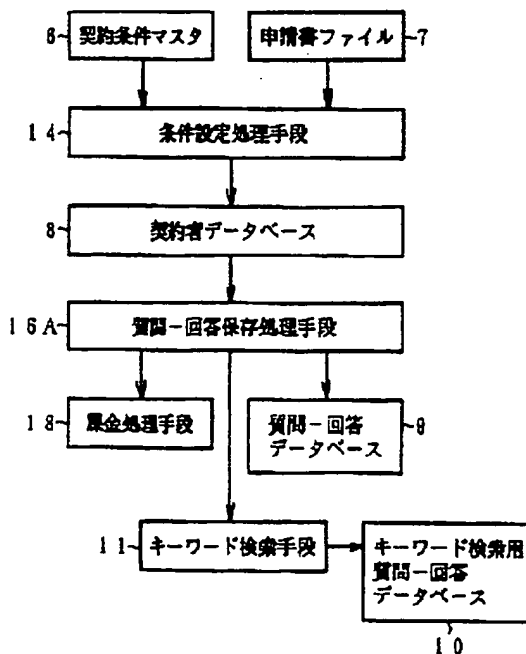 6 契約条件マスタ 申請書ファイル 7
14 条件設定処理手段
8 契約者データベース
16A 質問-回答保存処理手段
18 課金処理手段 質問-回答 9
データベース
11 キーワード検索手段 キーワード検索用
質問-回答
データベース
10